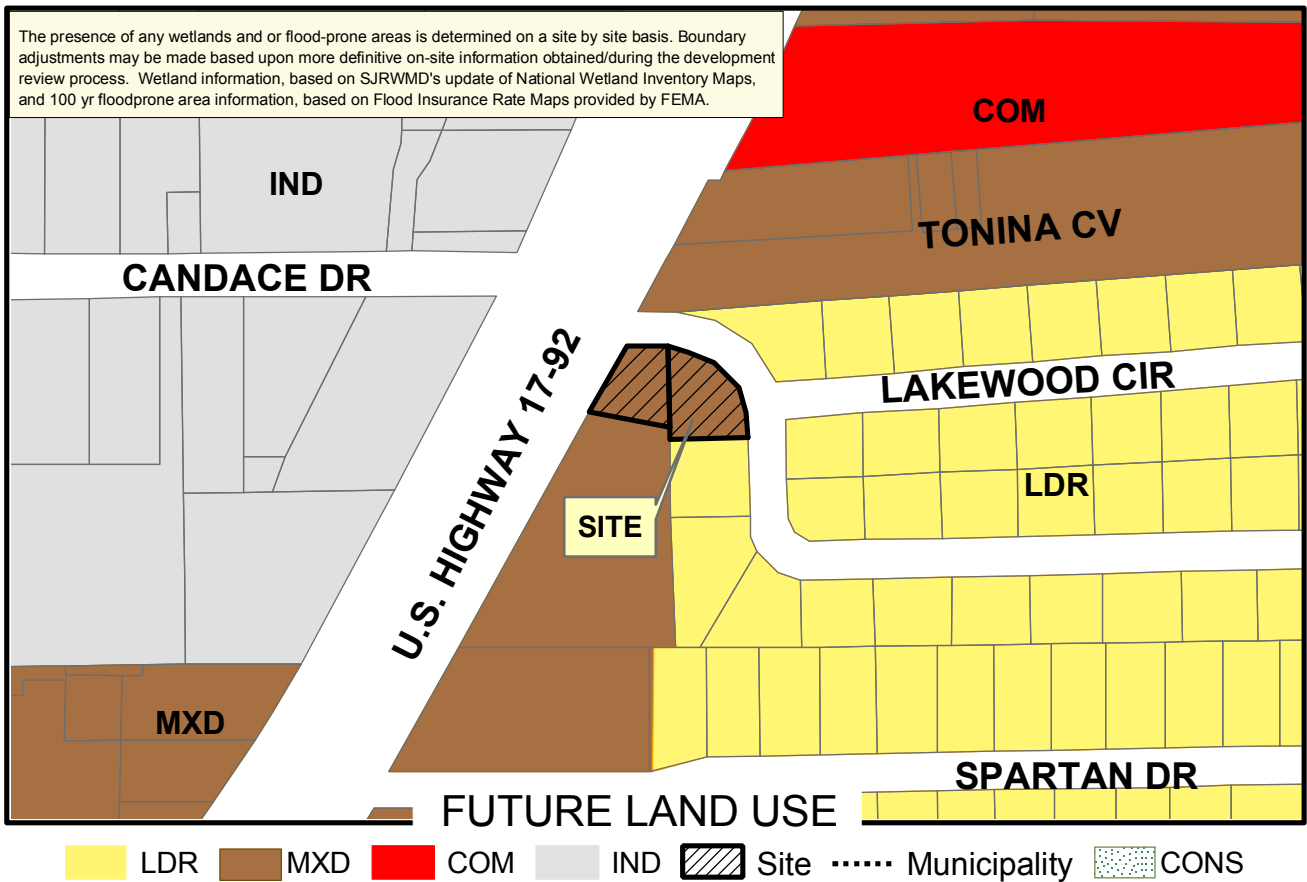 The presence of any wetlands and or flood-prone areas is determined on a site by site basis. Boundary
adjustments may be made based upon more definitive on-site information obtained/during the development
review process. Wetland information, based on SJRWMD's update of National Wetland Inventory Maps,
and 100 yr floodprone area information, based on Flood Insurance Rate Maps provided by FEMA.
COM
IND
TONINA CV
CANDACE DR
U.S. HIGHWAY 17-92
LAKEWOOD CIR
LDR
SITE
MXD
SPARTAN DR
FUTURE LAND USE
LDR MXD COM IND Site Municipality CONS